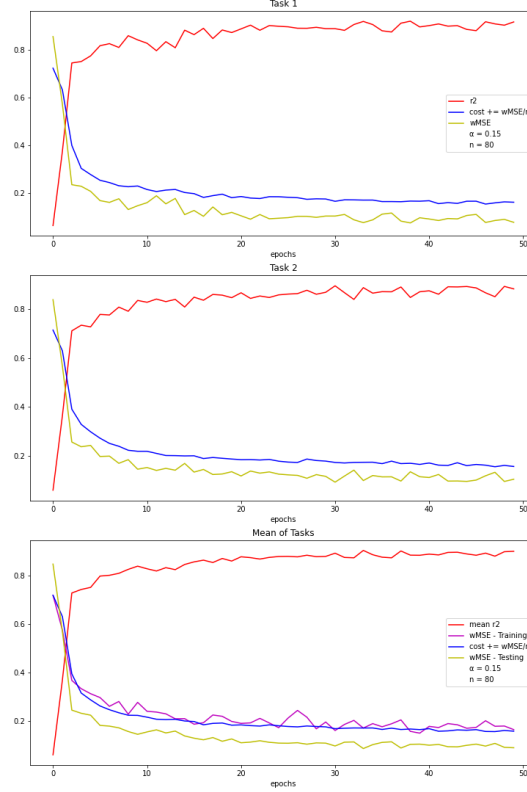 Task 1
0.8
0.6
0.4
0.2
r2
cost += wMSE/n
wMSE
α = 0.15
n = 80
0 10 20 30 40 50
epochs
Task 2
0.8
0.6
0.4
0.2
0 10 20 30 40 50
epochs
Mean of Tasks
0.8
0.6
0.4
0.2
mean r2
wMSE - Training
cost += wMSE/n
wMSE - Testing
α = 0.15
n = 80
0 10 20 30 40 50
epochs